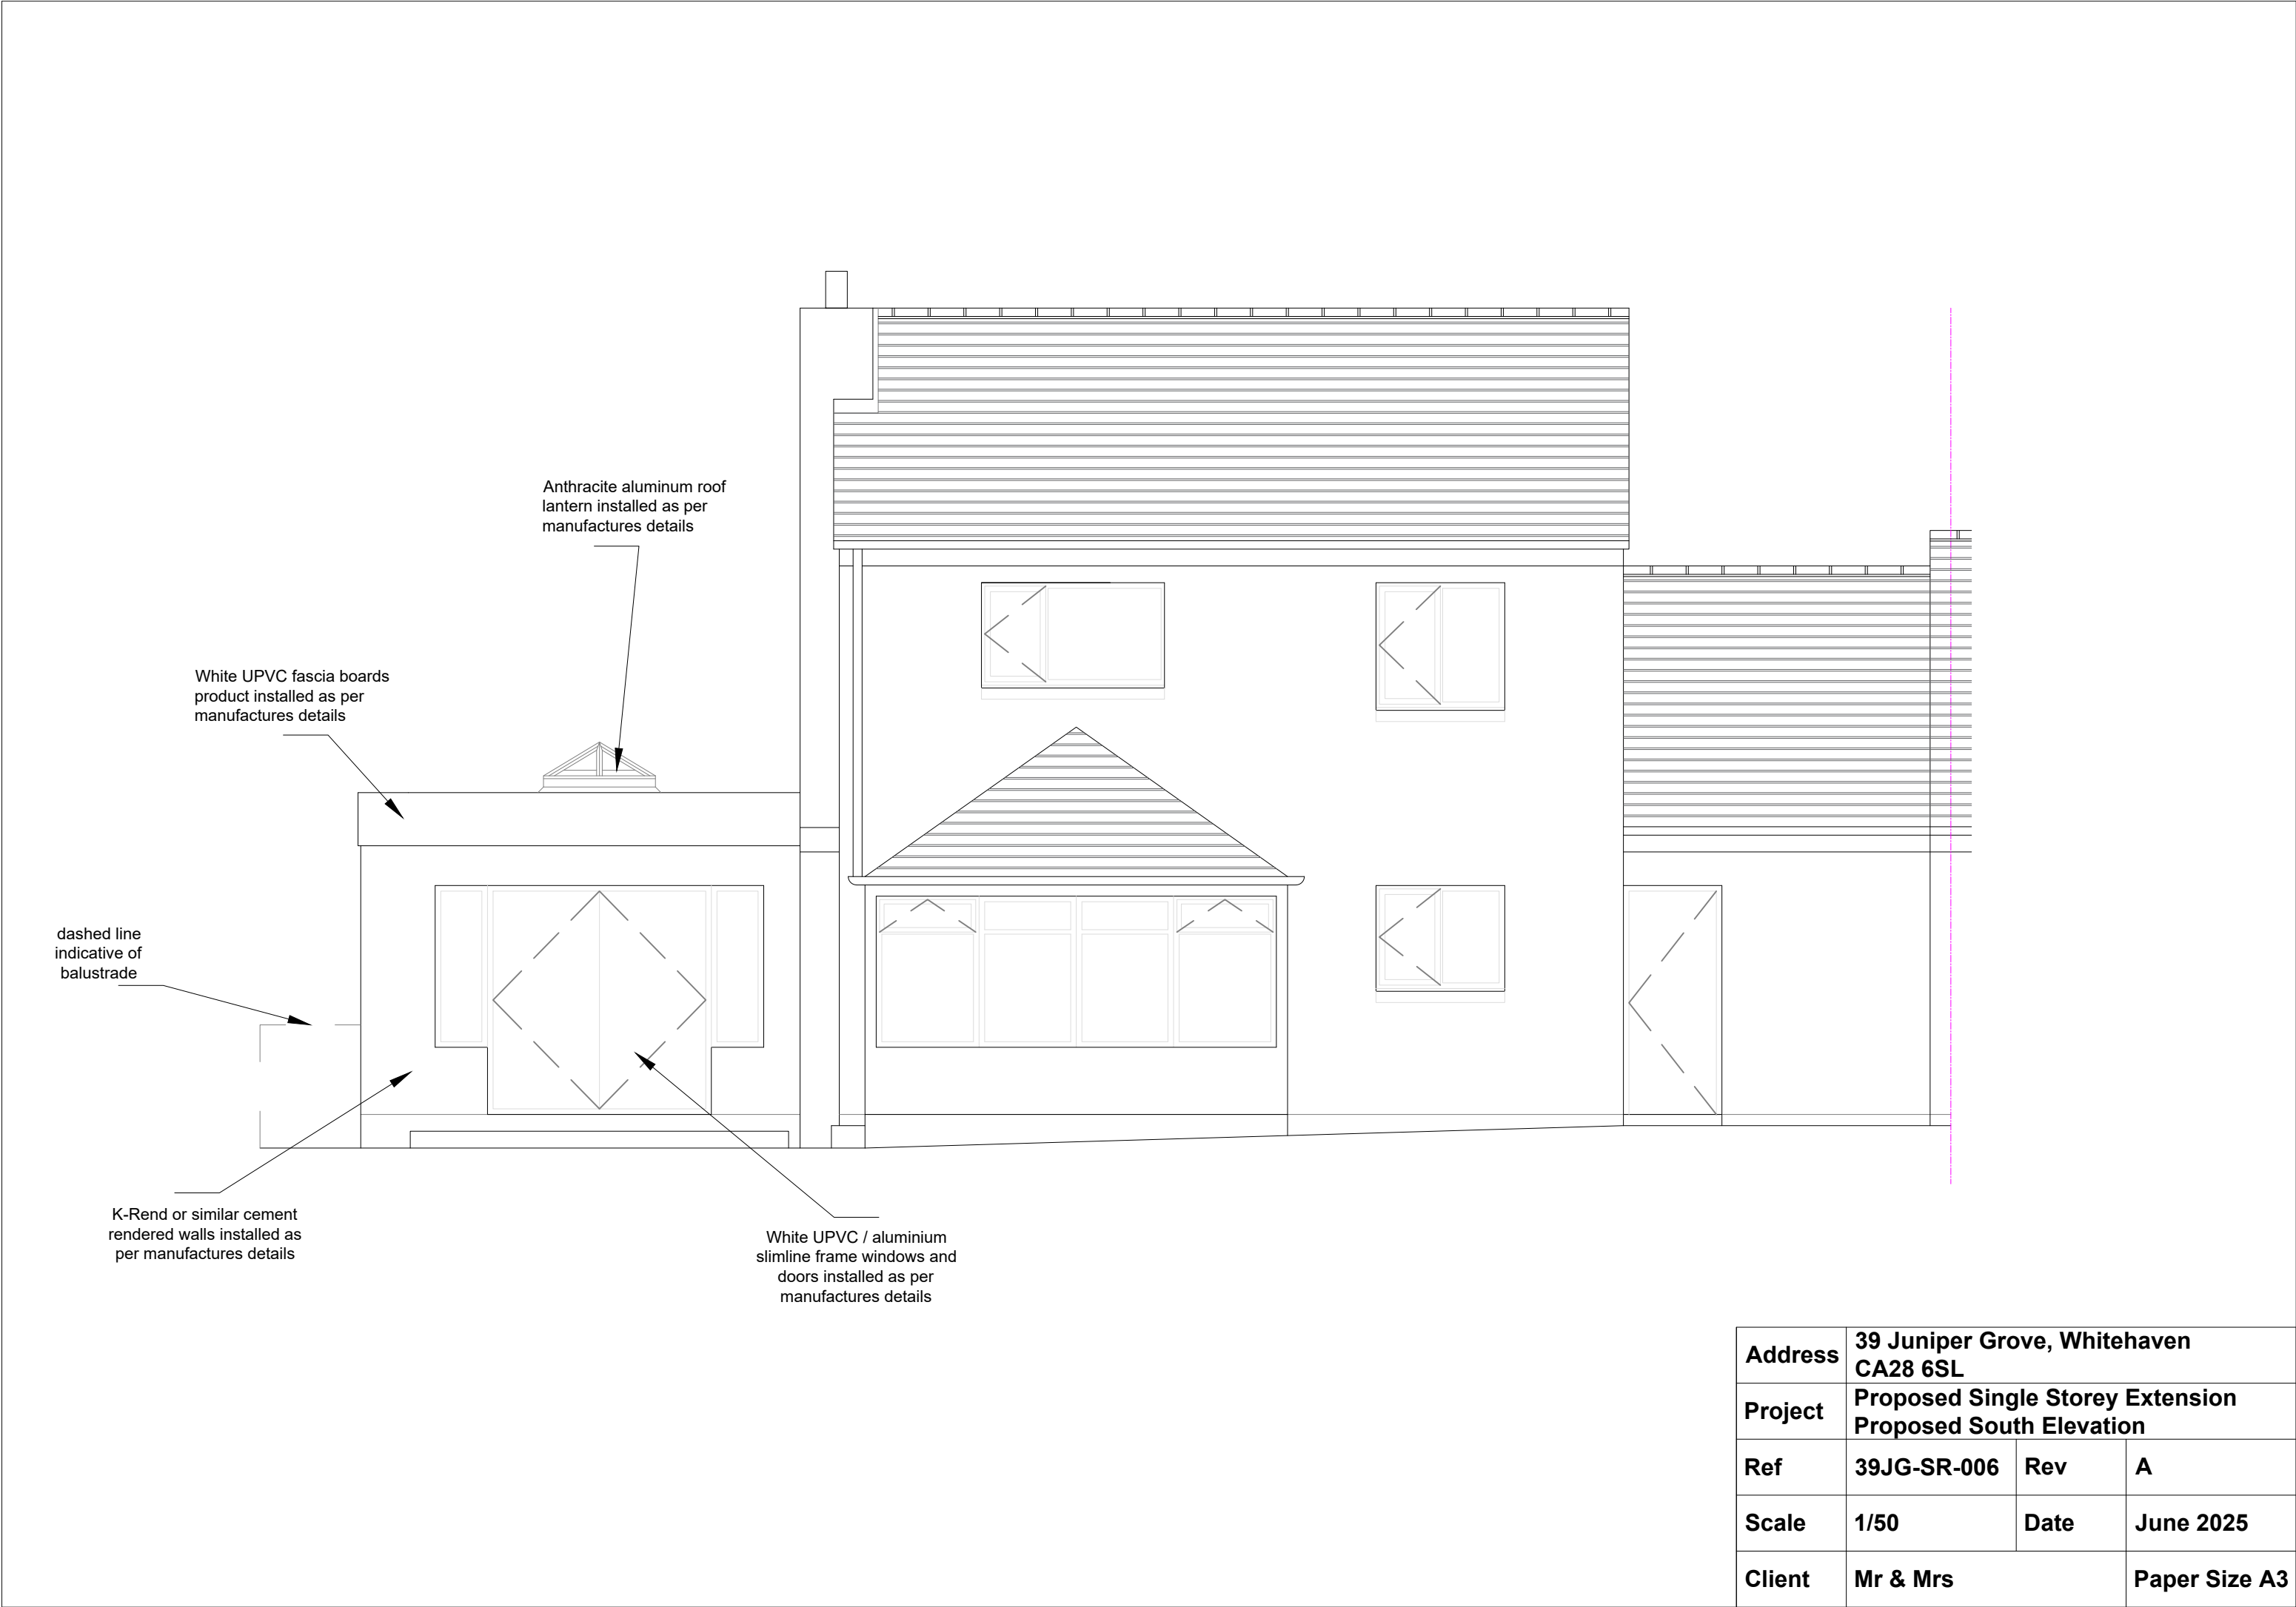 Anthracite aluminum roof
lantern installed as per
manufactures details
White UPVC fascia boards
product installed as per
manufactures details
dashed line
indicative of
balustrade
K-Rend or similar cement
rendered walls installed as
per manufactures details
White UPVC / aluminium
slimline frame windows and
doors installed as per
manufactures details
Address 39 Juniper Grove, Whitehaven
CA28 6SL
Project Proposed Single Storey Extension
Proposed South Elevation
Ref 39JG-SR-006 Rev A
Scale 1/50 Date June 2025
Client Mr & Mrs Paper Size A3